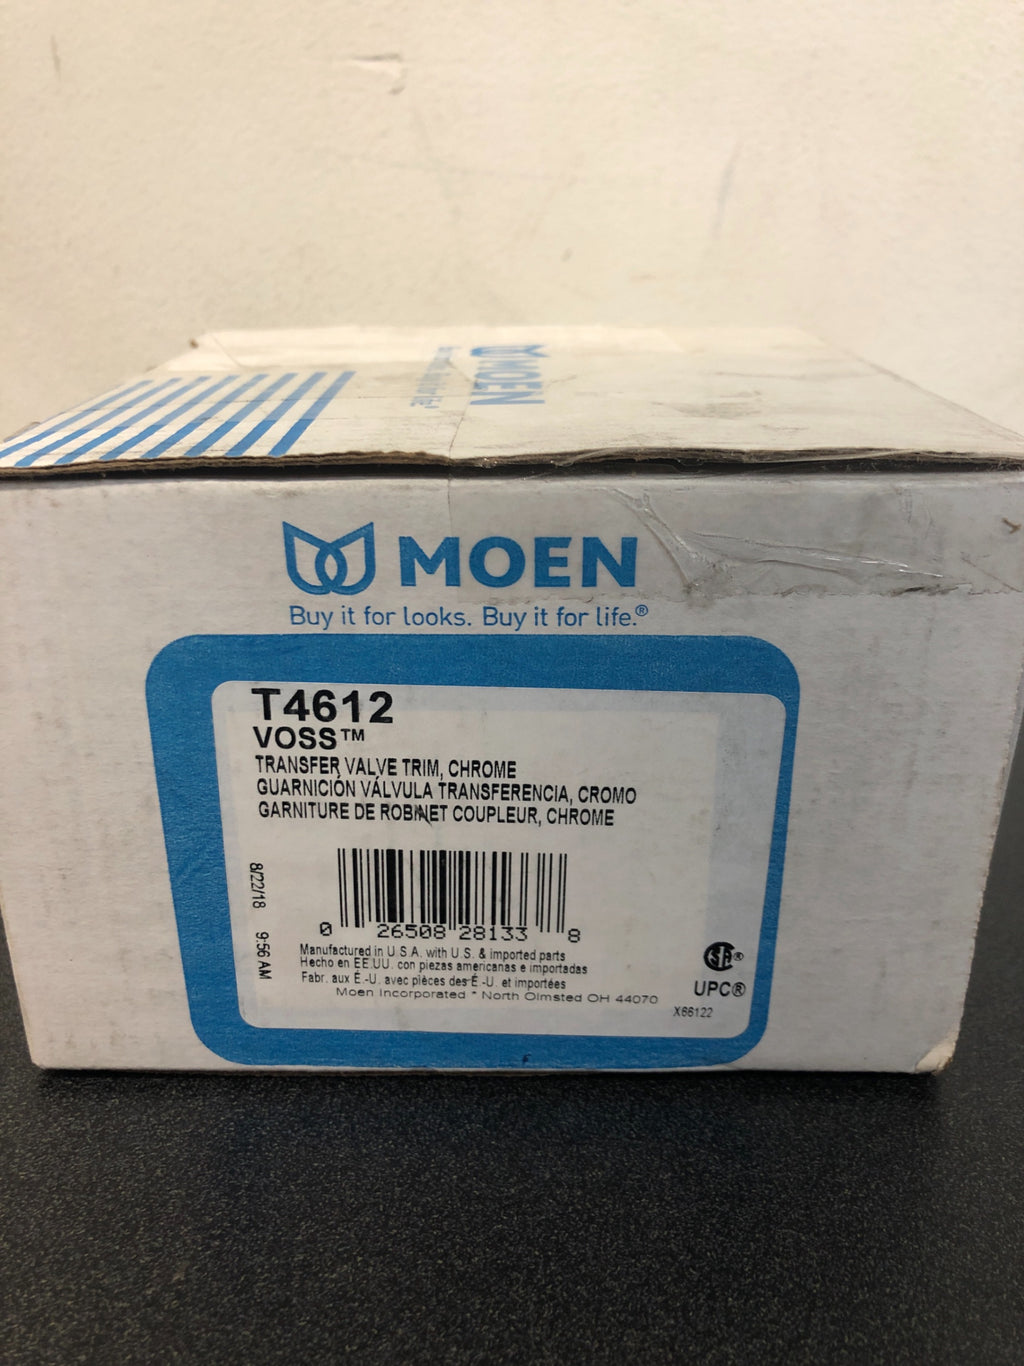 MOEN
MOEN
Buy it for looks. Buy it for life.®
T4612
VOSS™
TRANSFER VALVE TRIM, CHROME
GUARNICIÓN VÁLVULA TRANSFERENCIA, CROMO
GARNITURE DE ROBINET COUPLEUR, CHROME
8/22/18 9:56 AM
0 26508 28133 8
Manufactured in U.S.A. with U.S. & imported parts
Hecho en EE.UU. con piezas americanas e importadas
Fabr. aux É.-U. avec pièces des É.-U. et importées
Moen Incorporated * North Olmsted OH 44070
®
UPC®
X66122